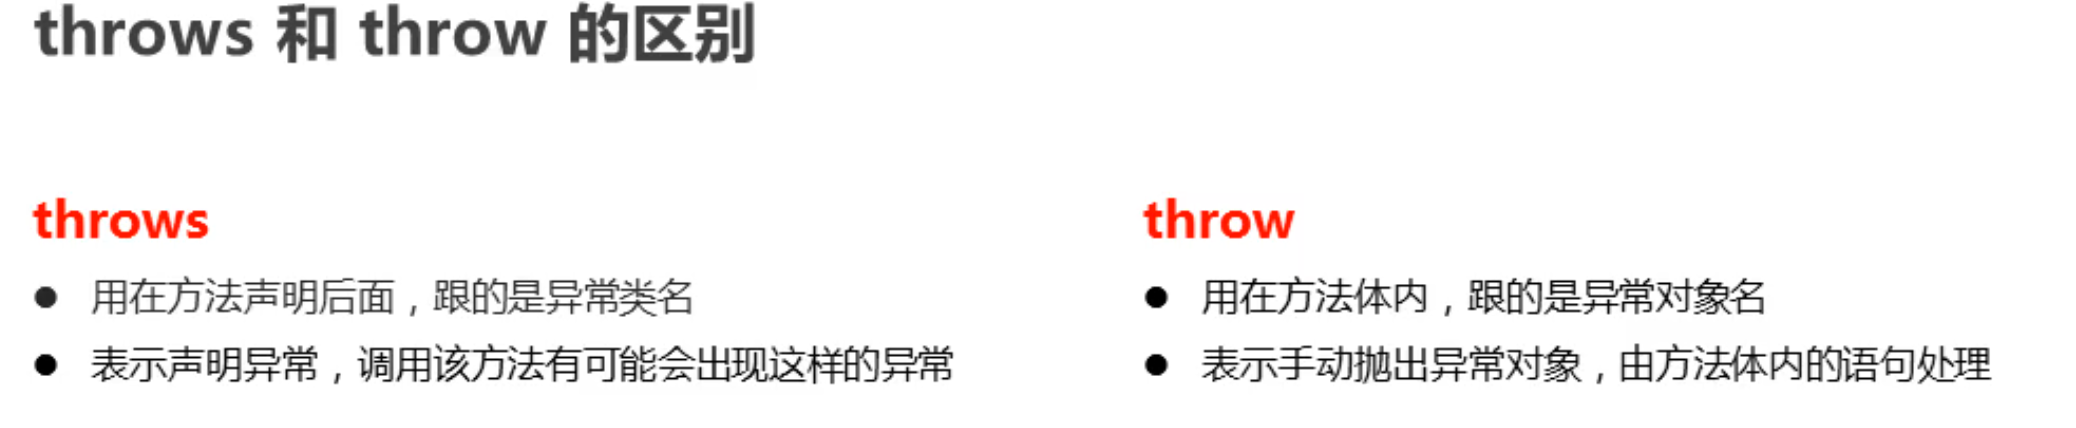 throws 和 throw 的区别
throws
用在方法声明后面，跟的是异常类名
表示声明异常，调用该方法有可能会出现这样的异常
throw
用在方法体内，跟的是异常对象名
表示手动抛出异常对象，由方法体内的语句处理